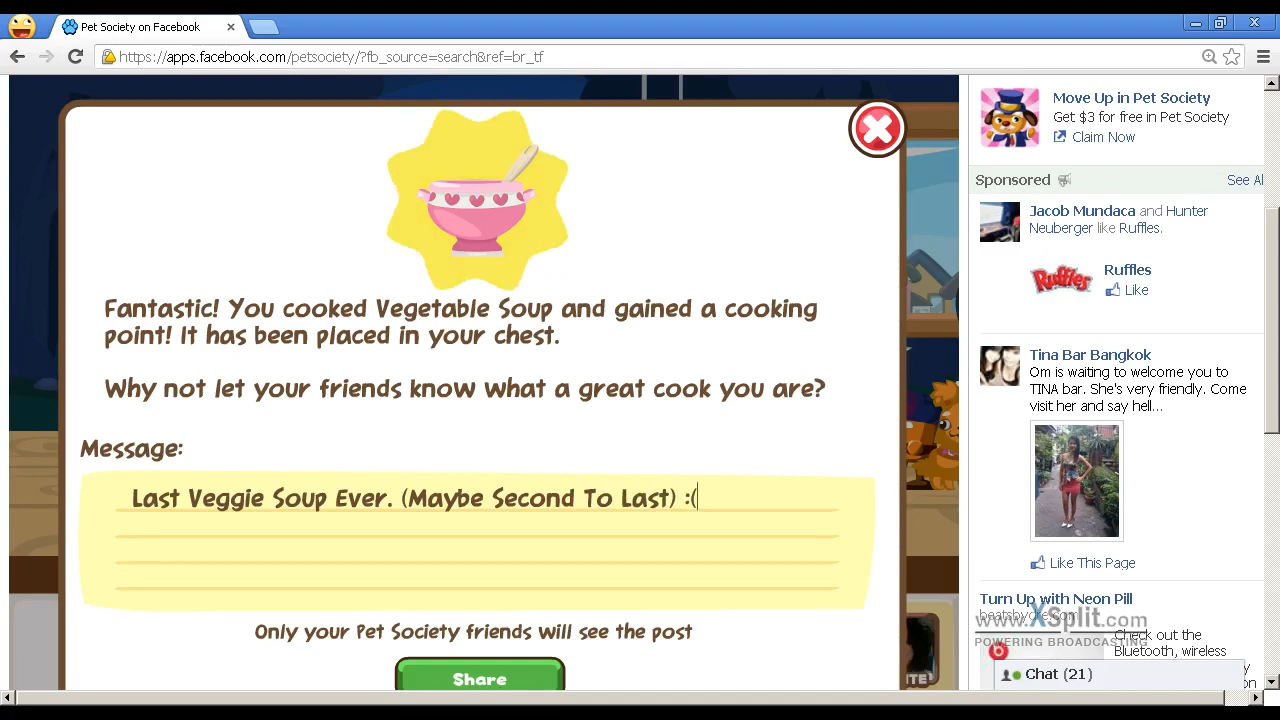 Pet Society on Facebook
https://apps.facebook.com/petsociety/?fb_source=search&ref=br_tf
Fantastic! You cooked Vegetable Soup and gained a cooking
point! It has been placed in your chest.
Why not let your friends know what a great cook you are?
Message:
Last Veggie Soup Ever. (Maybe Second To Last) :(
Only your Pet Society friends will see the post
Share
Move Up in Pet Society
Get $3 for free in Pet Society
Claim Now
Sponsored
See Al
Jacob Mundaca and Hunter
Neuberger like Ruffles.
Ruffles
Ruffles
Like
Tina Bar Bangkok
Om is waiting to welcome you to
TINA bar. She's very friendly. Come
visit her and say hell...
Like This Page
Turn Up with Neon Pill
beatsbydre.com
www.XSplit.com
POWERING BROADCASTING
Check out the
Bluetooth, wireless
Chat (21)